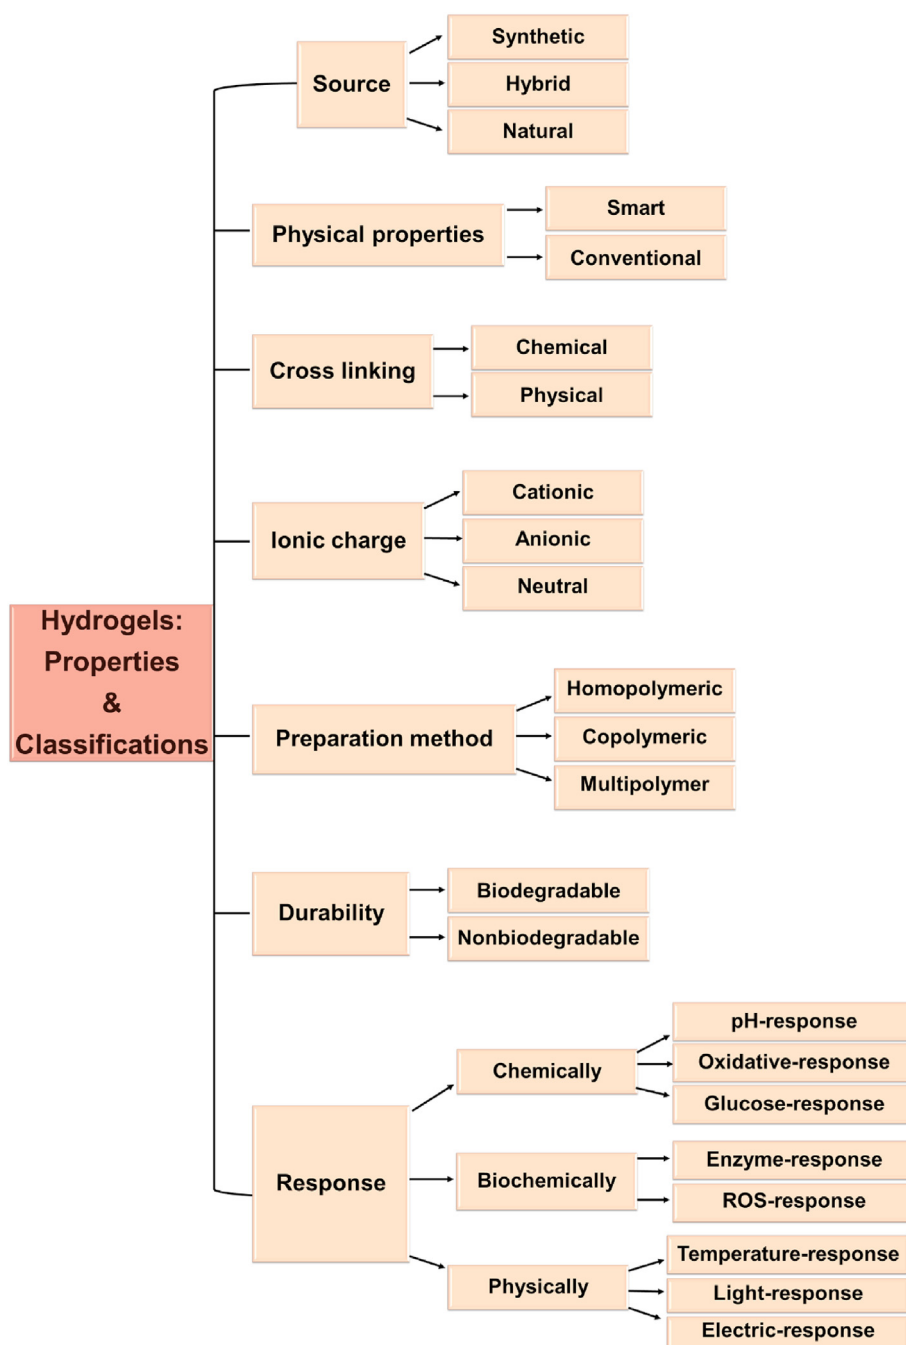 Source
Synthetic
Hybrid
Natural
Physical properties
Smart
Conventional
Cross linking
Chemical
Physical
Ionic charge
Cationic
Anionic
Neutral
Hydrogels:
Properties
&
Classifications
Preparation method
Homopolymeric
Copolymeric
Multipolymer
Durability
Biodegradable
Nonbiodegradable
Response
Chemically
pH-response
Oxidative-response
Glucose-response
Biochemically
Enzyme-response
ROS-response
Physically
Temperature-response
Light-response
Electric-response